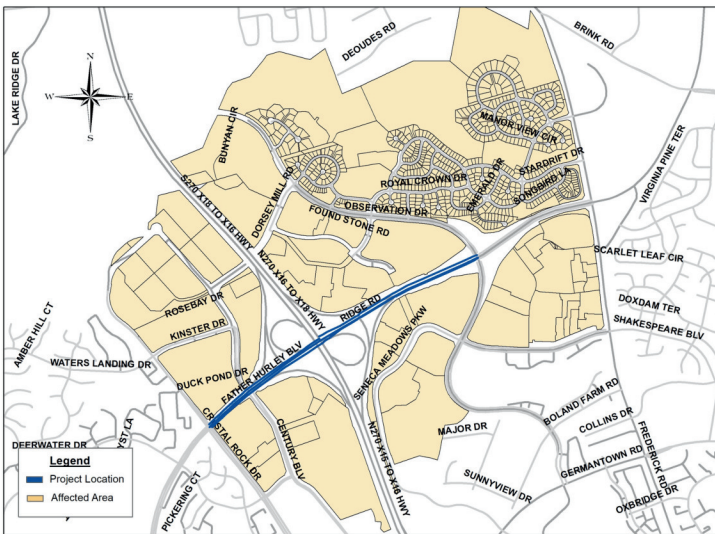 DEOUDES RD
BRINK RD
LAKE RIDGE DR
N
W
E
S
BUNYAN CIR
MANOR VIEW CIR
VIRGINIA PINE TER
STARDRIFT DR
ROYAL CROWN DR
EMERALD DR
SONGBIRD LA
DORSEY MILL RD
OBSERVATION DR
S270 X18 TO X16 HWY
FOUND STONE RD
SCARLET LEAF CIR
N270 X16 TO X18 HWY
ROSEBAY DR
RIDGE RD
DOXDAM TER
KINSTER DR
SHAKESPEARE BLV
AMBER HILL CT
WATERS LANDING DR
SENECA MEADOWS PKW
DUCK POND DR
FATHER HURLEY BLV
BOLAND FARM RD
CRYSTAL ROCK DR
CENTURY BLV
COLLINS DR
MAJOR DR
FREDERICK RD
DEERWATER DR
YST LA
N270 X15 TO X16 HWY
GERMANTOWN RD
SUNNYVIEW DR
PICKERING CT
OXBRIDGE DR
Legend
Project Location
Affected Area